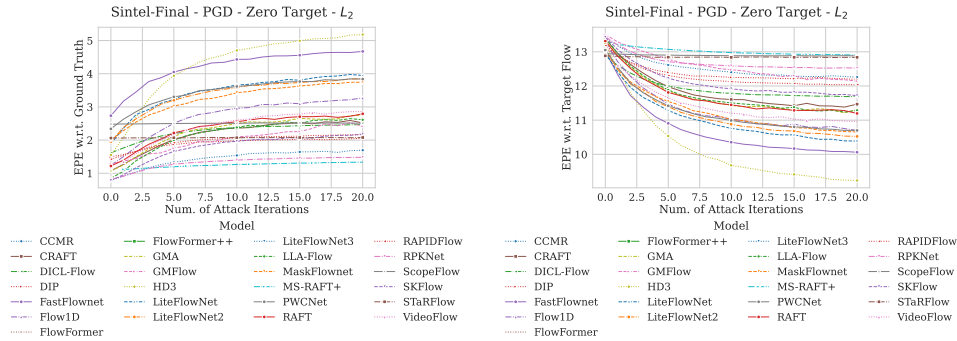 Sintel-Final - PGD - Zero Target - L₂
EPE w.r.t. Ground Truth
5
4
3
2
1
0.0 2.5 5.0 7.5 10.0 12.5 15.0 17.5 20.0
Num. of Attack Iterations
Model
CCMR FlowFormer++ LiteFlowNet3 RAPIDFlow
CRAFT GMA LLA-Flow RPKNet
DICL-Flow GMFlow MaskFlownet ScopeFlow
DIP HD3 MS-RAFT+ SKFlow
FastFlownet LiteFlowNet PWCNet STaRFlow
Flow1D LiteFlowNet2 RAFT VideoFlow
FlowFormer
Sintel-Final - PGD - Zero Target - L₂
EPE w.r.t. Target Flow
13
12
11
10
0.0 2.5 5.0 7.5 10.0 12.5 15.0 17.5 20.0
Num. of Attack Iterations
Model
CCMR FlowFormer++ LiteFlowNet3 RAPIDFlow
CRAFT GMA LLA-Flow RPKNet
DICL-Flow GMFlow MaskFlownet ScopeFlow
DIP HD3 MS-RAFT+ SKFlow
FastFlownet LiteFlowNet PWCNet STaRFlow
Flow1D LiteFlowNet2 RAFT VideoFlow
FlowFormer